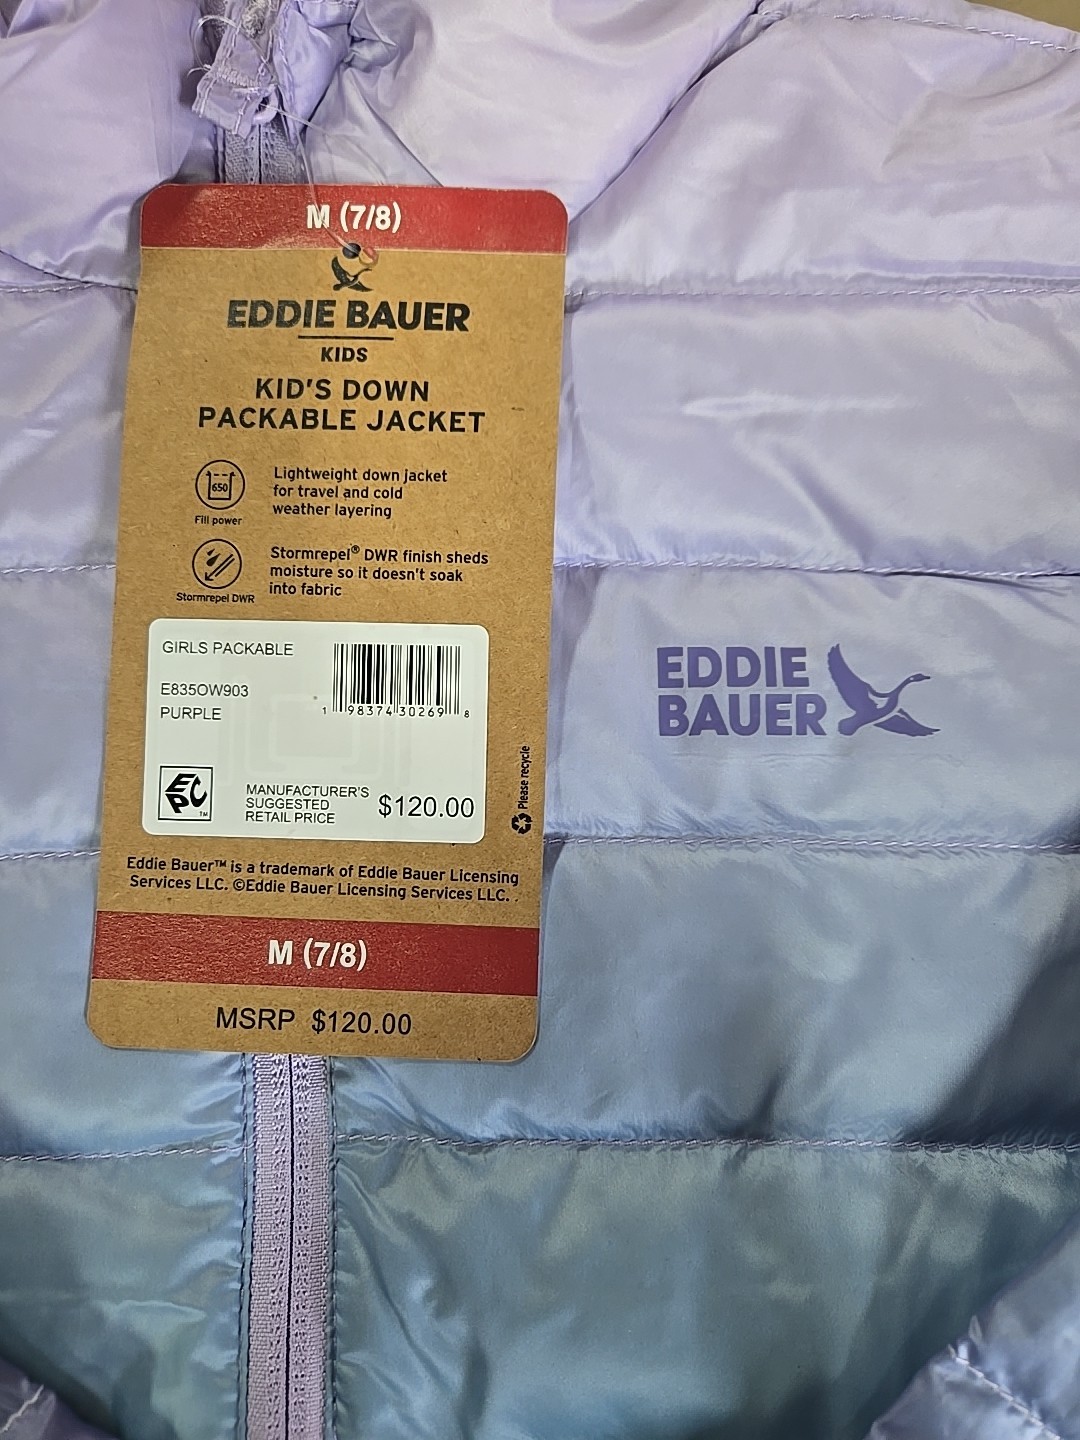 M (7/8)
EDDIE BAUER
KIDS
KID'S DOWN
PACKABLE JACKET
650
Fill power
Lightweight down jacket
for travel and cold
weather layering
Stormrepel DWR
Stormrepel® DWR finish sheds
moisture so it doesn't soak
into fabric
GIRLS PACKABLE
E835OW903
PURPLE
1 98374 30269 8
EPC™
MANUFACTURER'S
SUGGESTED
RETAIL PRICE
$120.00
Please recycle
Eddie Bauer™ is a trademark of Eddie Bauer Licensing
Services LLC. ©Eddie Bauer Licensing Services LLC.
M (7/8)
MSRP $120.00
EDDIE
BAUER